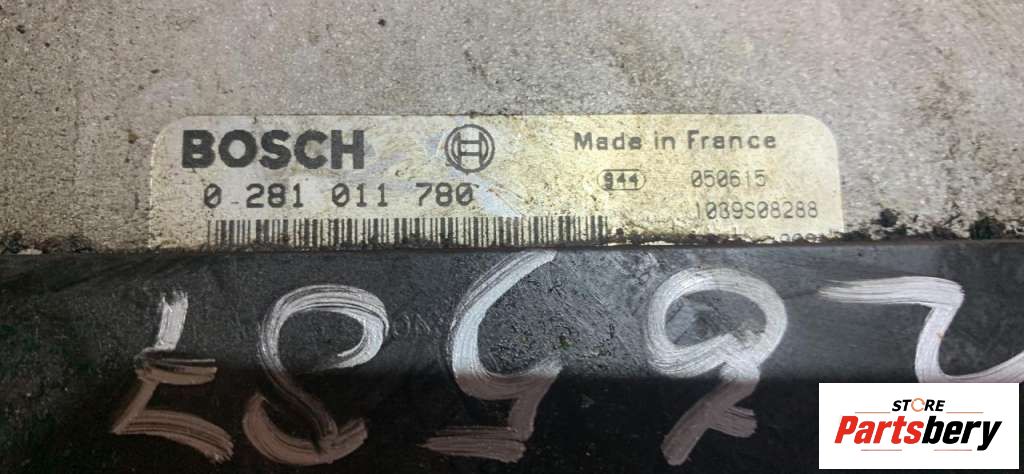 BOSCH
Made in France
0 281 011 780
944
050615
1039S08288
STORE
Partsbery